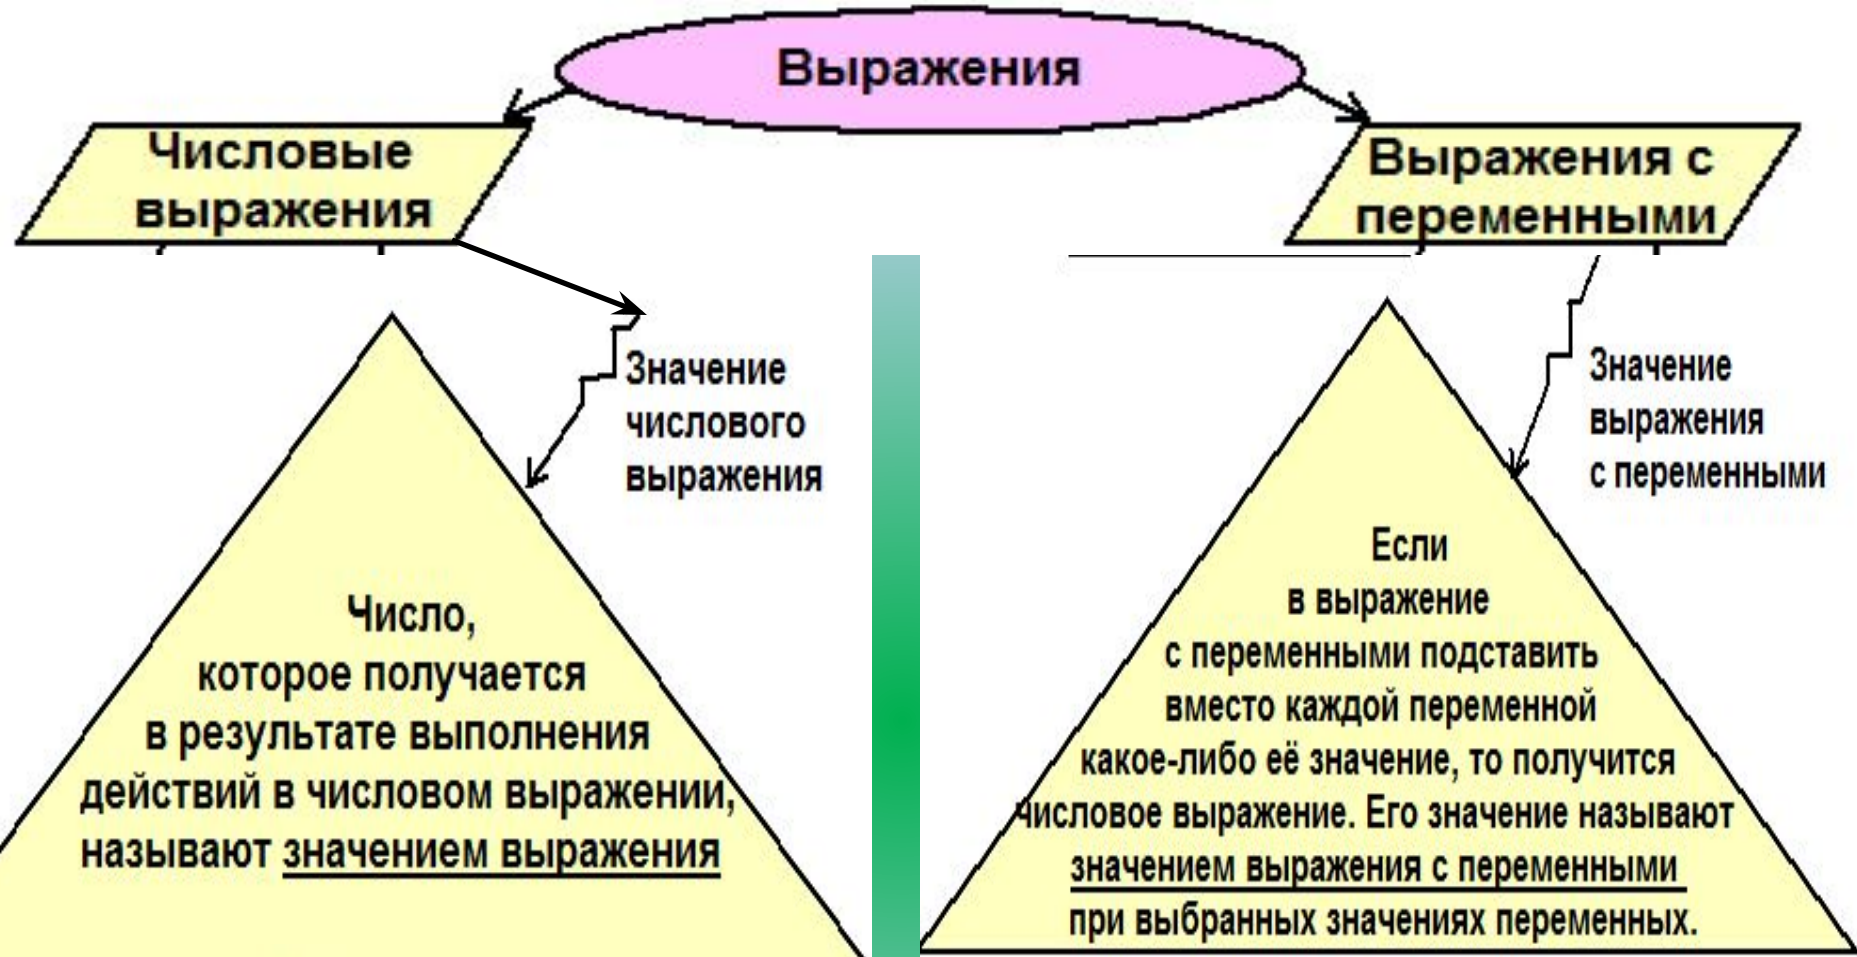 Выражения
Числовые
выражения
Значение
числового
выражения
Число,
которое получается
в результате выполнения
действий в числовом выражении,
называют значением выражения
Выражения с
переменными
Значение
выражения
с переменными
Если
в выражение
с переменными подставить
вместо каждой переменной
какое-либо её значение, то получится
числовое выражение. Его значение называют
значением выражения с переменными
при выбранных значениях переменных.